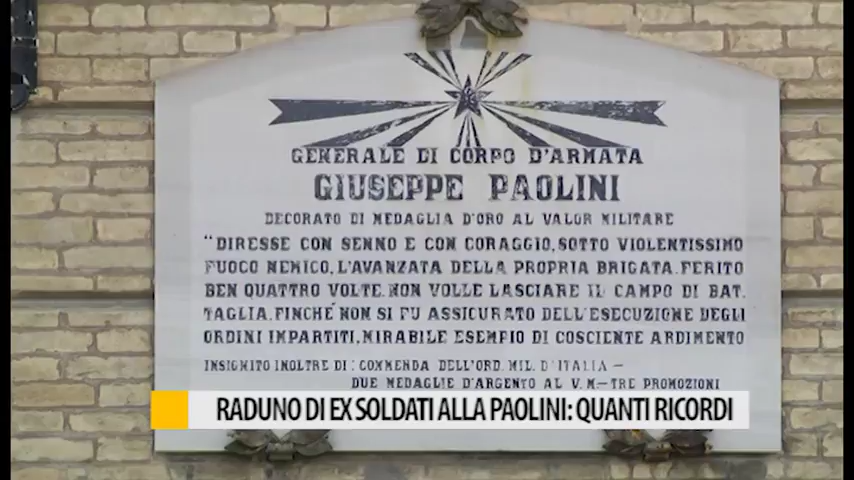 GENERALE DI CORPO D'ARMATA
GIUSEPPE PAOLINI
DECORATO DI MEDAGLIA D'ORO AL VALOR MILITARE
"DIRESSE CON SENNO E CON CORAGGIO, SOTTO VIOLENTISSIMO
FUOCO NEMICO, L'AVANZATA DELLA PROPRIA BRIGATA. FERITO
BEN QUATTRO VOLTE. NON VOLLE LASCIARE IL CAMPO DI BAT.
TAGLIA. FINCHÉ NON SI FU ASSICURATO DELL'ESECUZIONE DEGLI
ORDINI IMPARTITI, MIRABILE ESEMPIO DI COSCIENTE ARDIMENTO
INSIGNITO INOLTRE DI: COMMENDA DELL'ORD. MIL. D'ITALIA —
DUE MEDAGLIE D'ARGENTO AL V. M. — TRE PROMOZIONI
RADUNO DI EX SOLDATI ALLA PAOLINI: QUANTI RICORDI